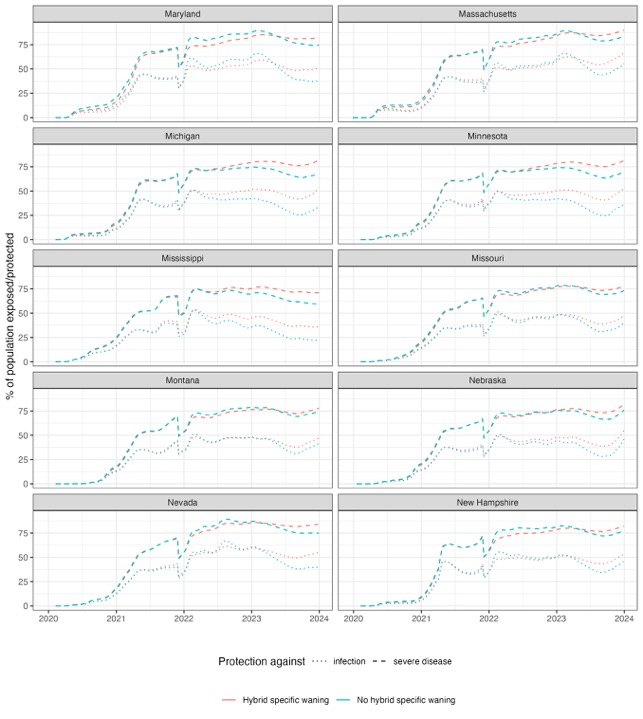 Maryland
Massachusetts
75
50
25
0
Michigan
Minnesota
75
50
25
0
Mississippi
Missouri
75
50
25
0
Montana
Nebraska
75
50
25
0
Nevada
New Hampshire
75
50
25
0
2020 2021 2022 2023 2024
2020 2021 2022 2023 2024
% of population exposed/protected
Protection against infection severe disease
Hybrid specific waning No hybrid specific waning